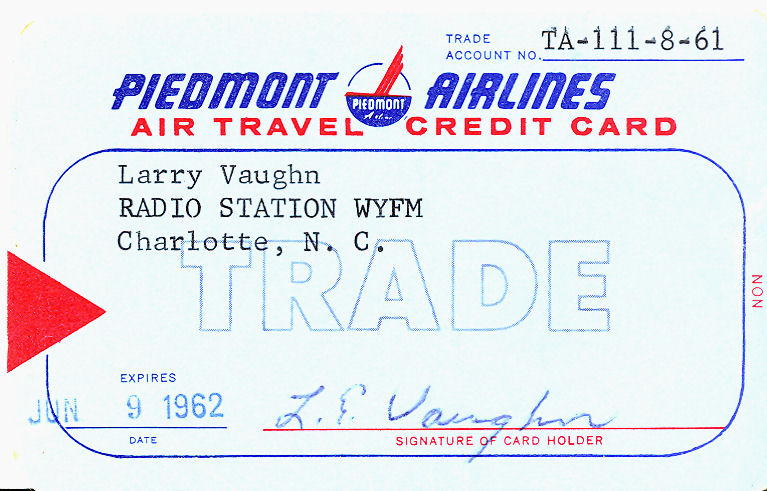 TRADE
ACCOUNT NO. TA-111-8-61
PIEDMONT PIEDMONT AIRLINES
AIR TRAVEL CREDIT CARD
Larry Vaughn
RADIO STATION WYFM
Charlotte, N. C.
TRADE
NON
EXPIRES
JUN 9 1962 L. E. Vaughn
DATE SIGNATURE OF CARD HOLDER